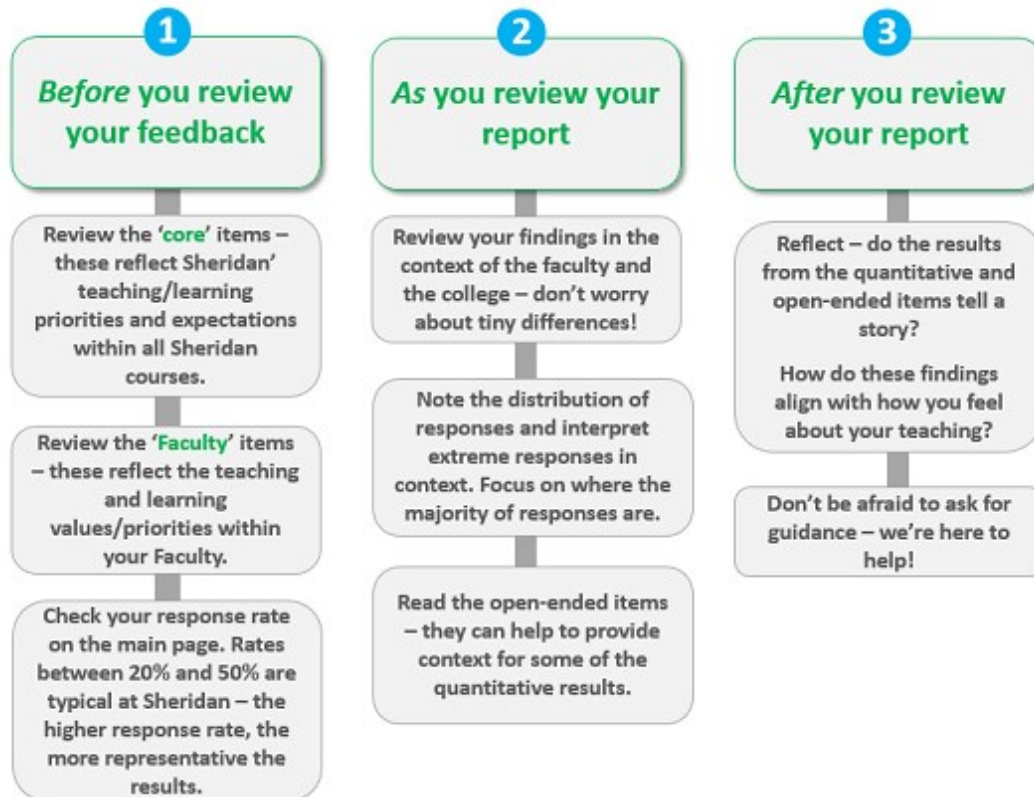 1
Before you review
your feedback
Review the ‘core’ items –
these reflect Sheridan’
teaching/learning
priorities and expectations
within all Sheridan
courses.
Review the ‘Faculty’ items
– these reflect the teaching
and learning
values/priorities within
your Faculty.
Check your response rate
on the main page. Rates
between 20% and 50% are
typical at Sheridan – the
higher response rate, the
more representative the
results.
2
As you review your
report
Review your findings in the
context of the faculty and
the college – don’t worry
about tiny differences!
Note the distribution of
responses and interpret
extreme responses in
context. Focus on where the
majority of responses are.
Read the open-ended items
– they can help to provide
context for some of the
quantitative results.
3
After you review
your report
Reflect – do the results
from the quantitative and
open-ended items tell a
story?
How do these findings
align with how you feel
about your teaching?
Don’t be afraid to ask for
guidance – we’re here to
help!